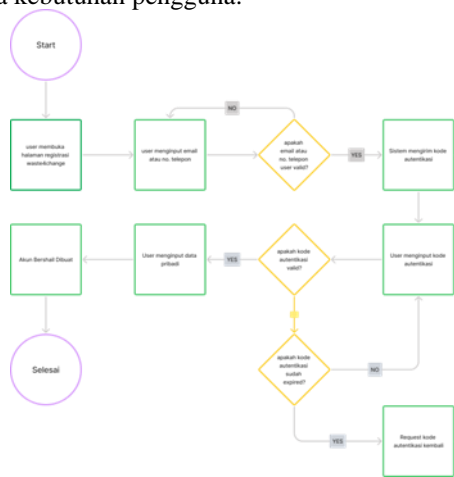 a kebutuhan pengguna.
Start
NO
user membuka
halaman registrasi
waste4change
user menginput email
atau no. telepon
apakah
email atau
no. telepon
user valid?
YES
Sistem mengirim kode
autentikasi
Akun Bershail Dibuat
User menginput data
pribadi
YES
apakah kode
autentikasi
valid?
User menginput kode
autentikasi
Selesai
apakah kode
autentikasi
sudah
expired?
NO
YES
Request kode
autentikasi kembali